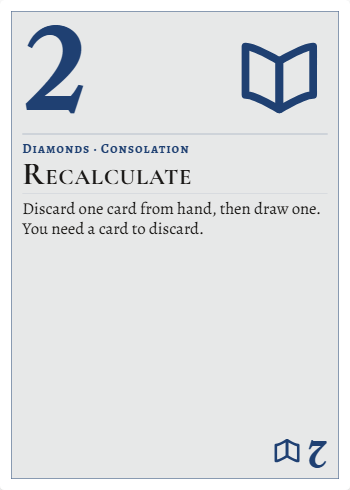 2
Diamonds · Consolation
Recalculate
Discard one card from hand, then draw one.
You need a card to discard.
2